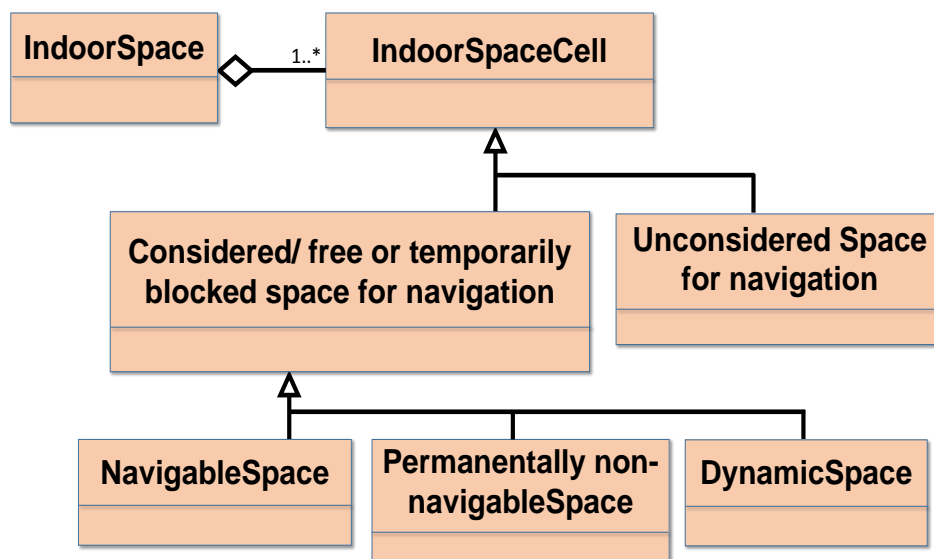 IndoorSpace
1..*
IndoorSpaceCell
Considered/ free or temporarily
blocked space for navigation
Unconsidered Space
for navigation
NavigableSpace
Permanentally non-
navigableSpace
DynamicSpace